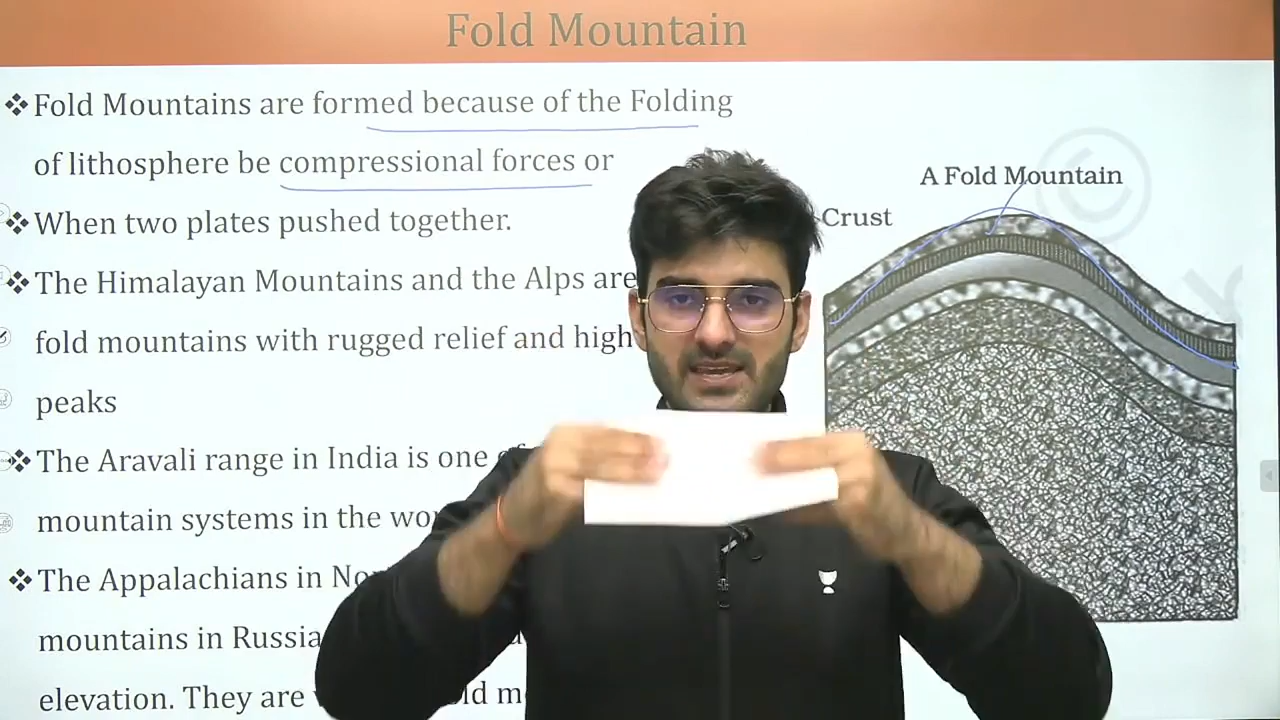 Fold Mountain
❖ Fold Mountains are formed because of the Folding
of lithosphere be compressional forces or
❖ When two plates pushed together.
❖ The Himalayan Mountains and the Alps are
fold mountains with rugged relief and high
peaks
❖ The Aravali range in India is one
mountain systems in the
❖ The Appalachians in
mountains in Russia
elevation. They are
A Fold Mountain
Crust
©